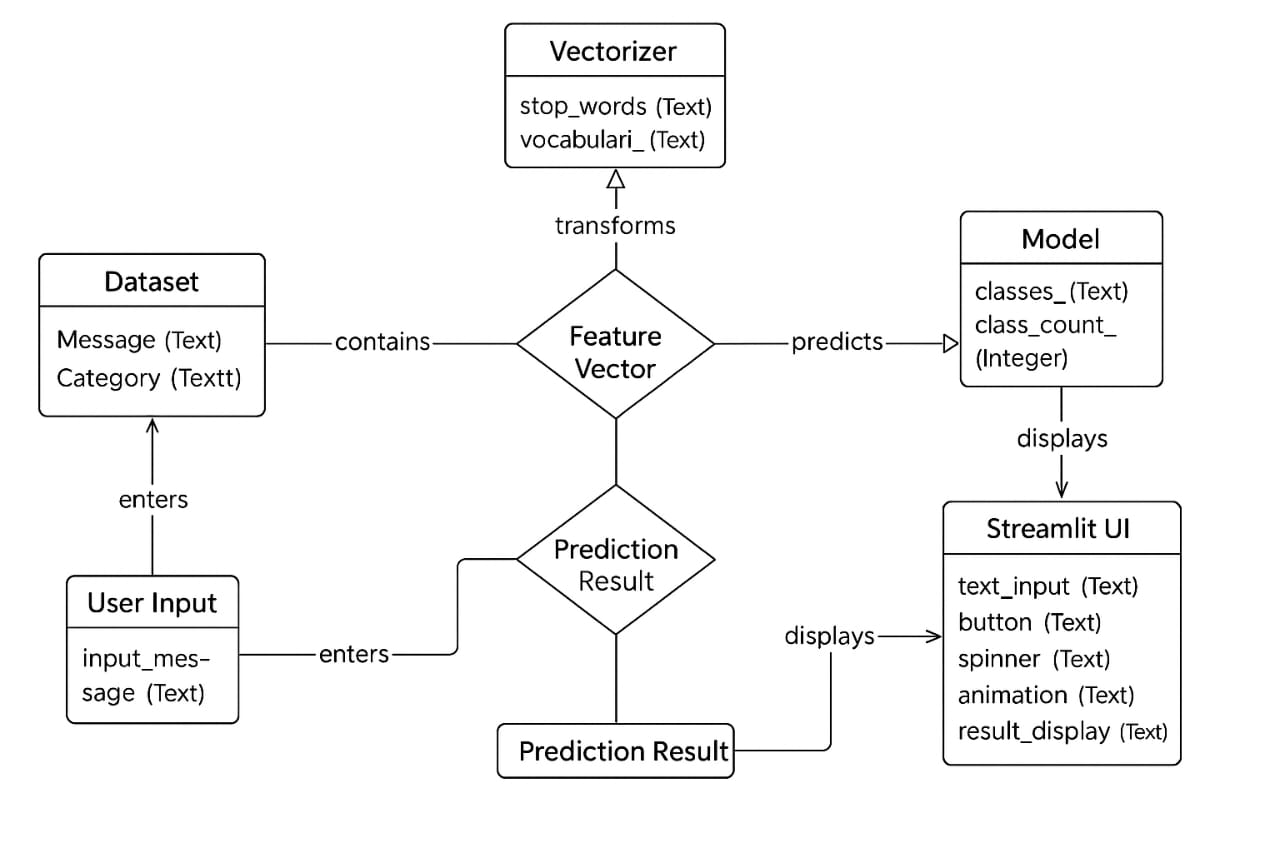 Vectorizer
stop_words (Text)
vocabulari_ (Text)
transforms
Dataset
Message (Text)
Category (Textt)
contains
Feature
Vector
predicts
Model
classes_ (Text)
class_count_
(Integer)
displays
enters
User Input
input_mes-
sage (Text)
enters
Prediction
Result
Prediction Result
displays
Streamlit UI
text_input (Text)
button (Text)
spinner (Text)
animation (Text)
result_display (Text)